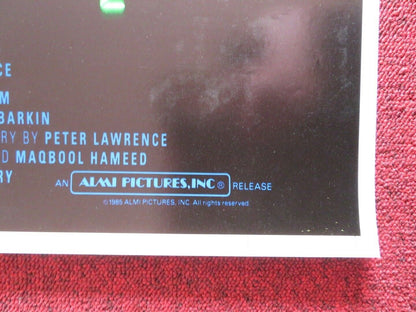 CE
M
BARKIN
RY BY PETER LAWRENCE
D MAQBOOL HAMEED
RY
AN ALMI PICTURES, INC® RELEASE
©1985 ALMI PICTURES, INC. All rights reserved.